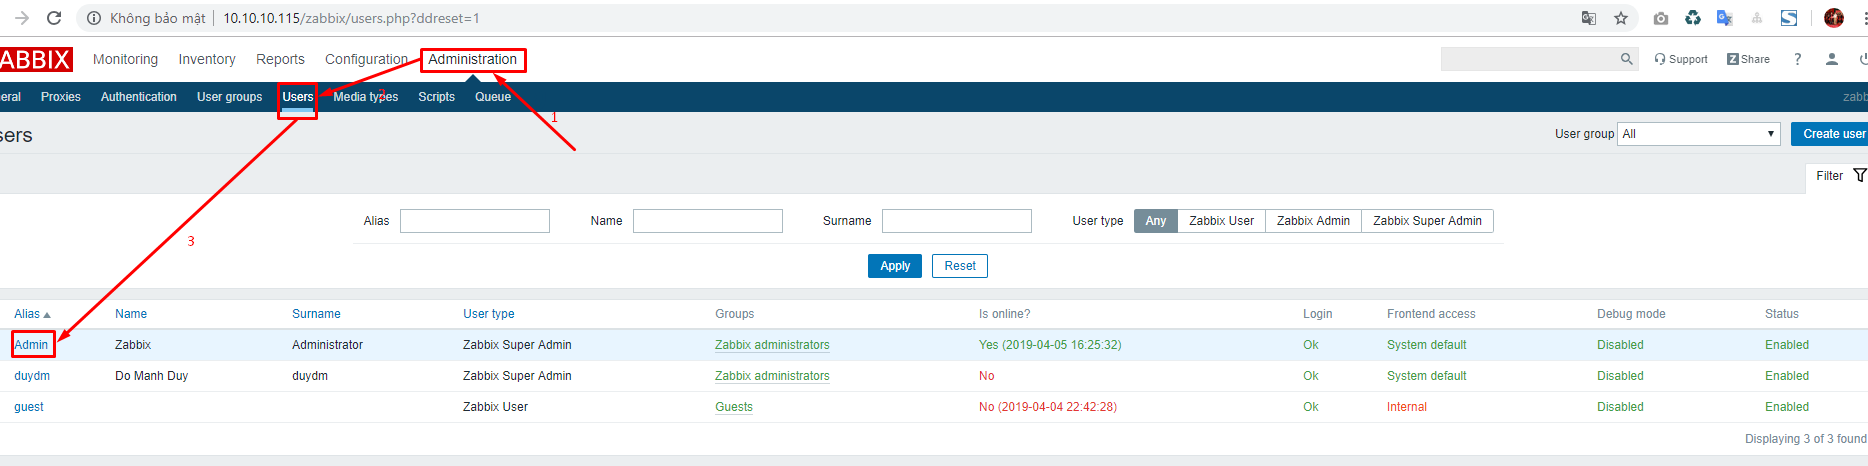 Không bảo mật | 10.10.10.115/zabbix/users.php?ddreset=1
ABBIX Monitoring Inventory Reports Configuration Administration Support Z Share ?
eral Proxies Authentication User groups Users Media types Scripts Queue zabb
2
1
sers User group All Create user
Filter
Alias Name Surname User type Any Zabbix User Zabbix Admin Zabbix Super Admin
3
Apply Reset
Alias Name Surname User type Groups Is online? Login Frontend access Debug mode Status
Admin Zabbix Administrator Zabbix Super Admin Zabbix administrators Yes (2019-04-05 16:25:32) Ok System default Disabled Enabled
duydm Do Manh Duy duydm Zabbix Super Admin Zabbix administrators No Ok System default Disabled Enabled
guest Zabbix User Guests No (2019-04-04 22:42:28) Ok Internal Disabled Enabled
Displaying 3 of 3 found